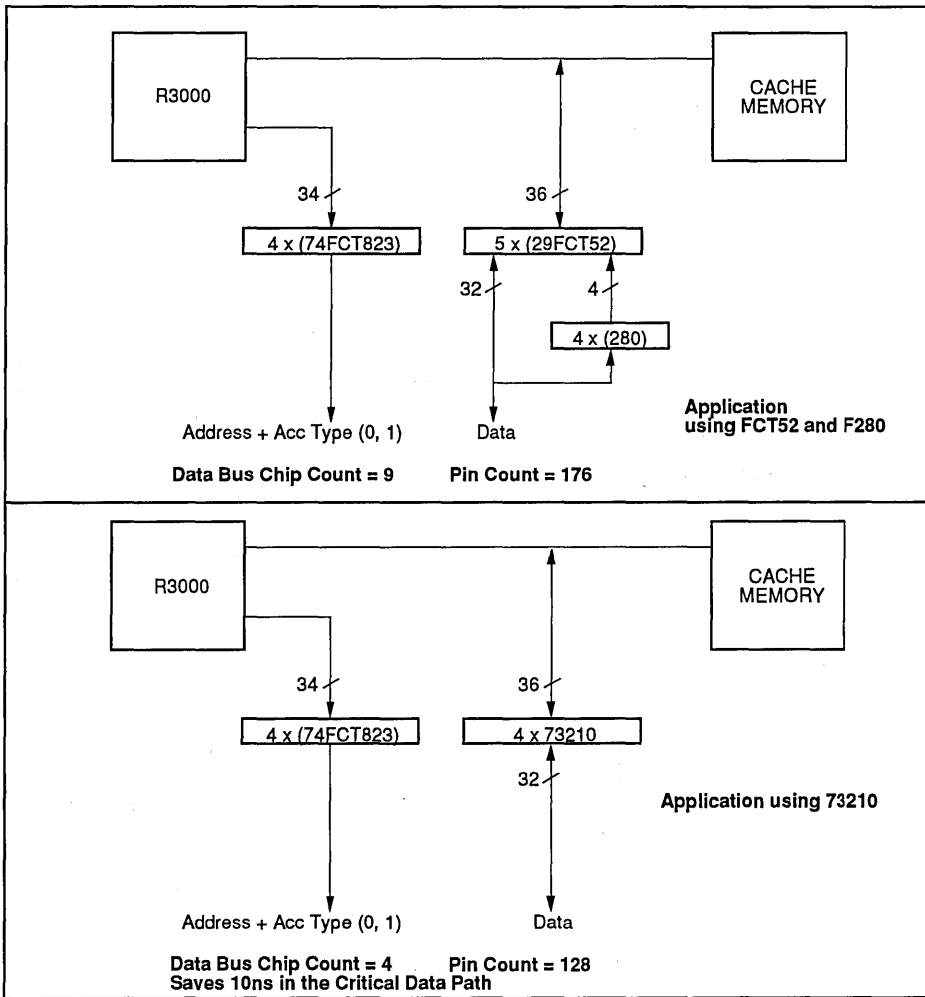 R3000
CACHE
MEMORY
34
36
4 x (74FCT823)
5 x (29FCT52)
32
4
4 x (280)
Application
using FCT52 and F280
Address + Acc Type (0, 1)
Data
Data Bus Chip Count = 9
Pin Count = 176
R3000
CACHE
MEMORY
34
36
4 x (74FCT823)
4 x 73210
32
Application using 73210
Address + Acc Type (0, 1)
Data
Data Bus Chip Count = 4
Pin Count = 128
Saves 10ns in the Critical Data Path